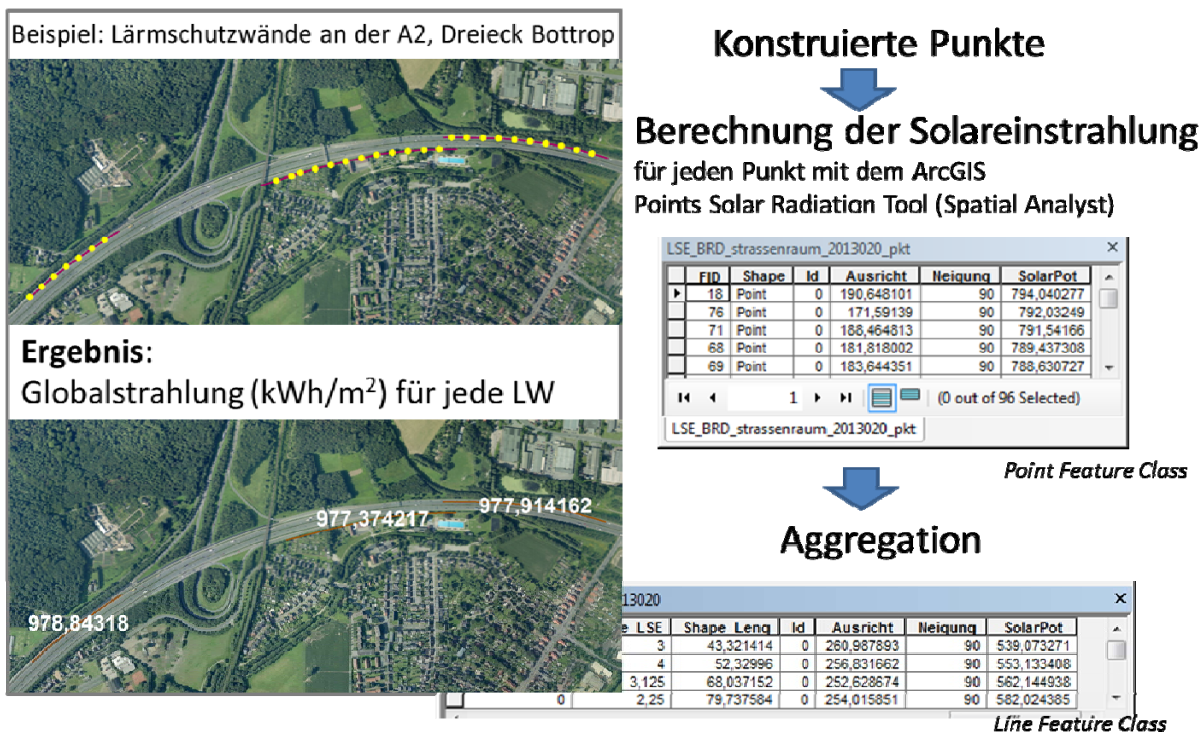 Beispiel: Lärmschutzwände an der A2, Dreieck Bottrop
Ergebnis:
Globalstrahlung (kWh/m²) für jede LW
977,914162
977,374217
978,84318
Konstruierte Punkte
Berechnung der Solareinstrahlung
für jeden Punkt mit dem ArcGIS
Points Solar Radiation Tool (Spatial Analyst)
LSE_BRD_strassenraum_2013020_pkt
FID Shape Id Ausricht Neigung SolarPot
18 Point 0 190,648101 90 794,040277
76 Point 0 171,59139 90 792,03249
71 Point 0 188,464813 90 791,54166
68 Point 0 181,818002 90 789,437308
69 Point 0 183,644351 90 788,630727
1 (0 out of 96 Selected)
LSE_BRD_strassenraum_2013020_pkt
Point Feature Class
Aggregation
13020
e LSE Shape Leng Id Ausricht Neigung SolarPot
3 43,321414 0 260,987893 90 539,073271
4 52,32996 0 256,831662 90 553,133408
3,125 68,037152 0 252,628674 90 562,144938
0 2,25 79,737584 0 254,015851 90 582,024385
Line Feature Class